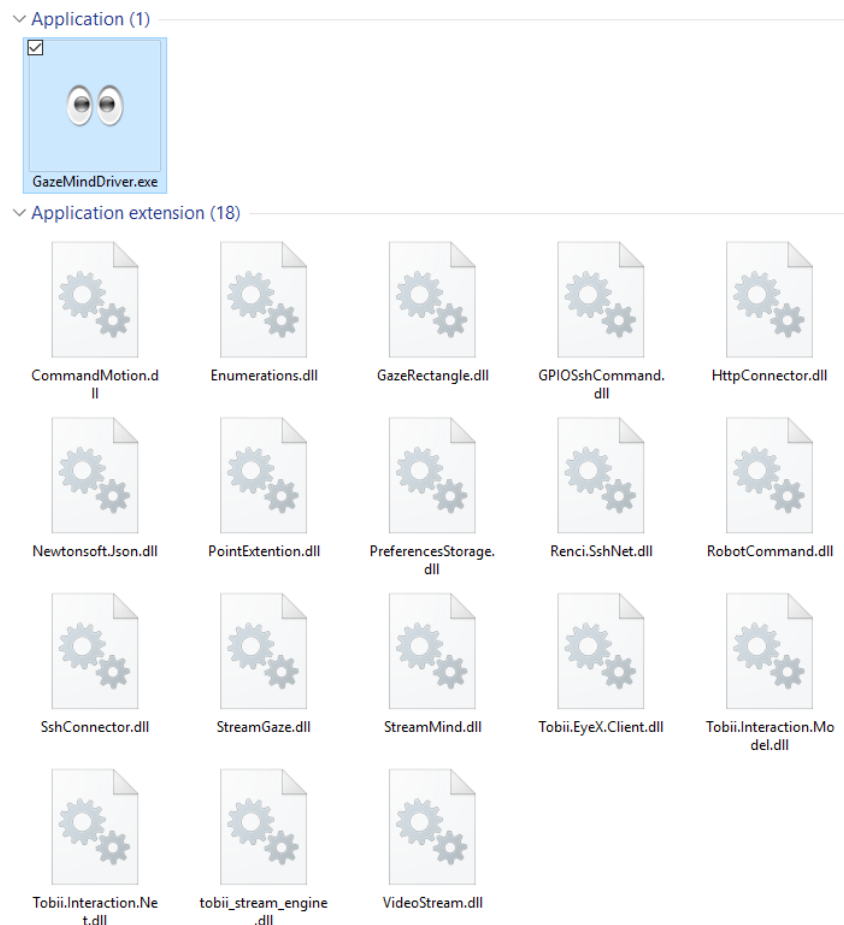 Application (1)
GazeMindDriver.exe
Application extension (18)
CommandMotion.d
ll
Enumerations.dll
GazeRectangle.dll
GPIOSshCommand.
dll
HttpConnector.dll
Newtonsoft.Json.dll
PointExtention.dll
PreferencesStorage.
dll
Renci.SshNet.dll
RobotCommand.dll
SshConnector.dll
StreamGaze.dll
StreamMind.dll
Tobii.EyeX.Client.dll
Tobii.Interaction.Mo
del.dll
Tobii.Interaction.Ne
t.dll
tobii_stream_engine
.dll
VideoStream.dll